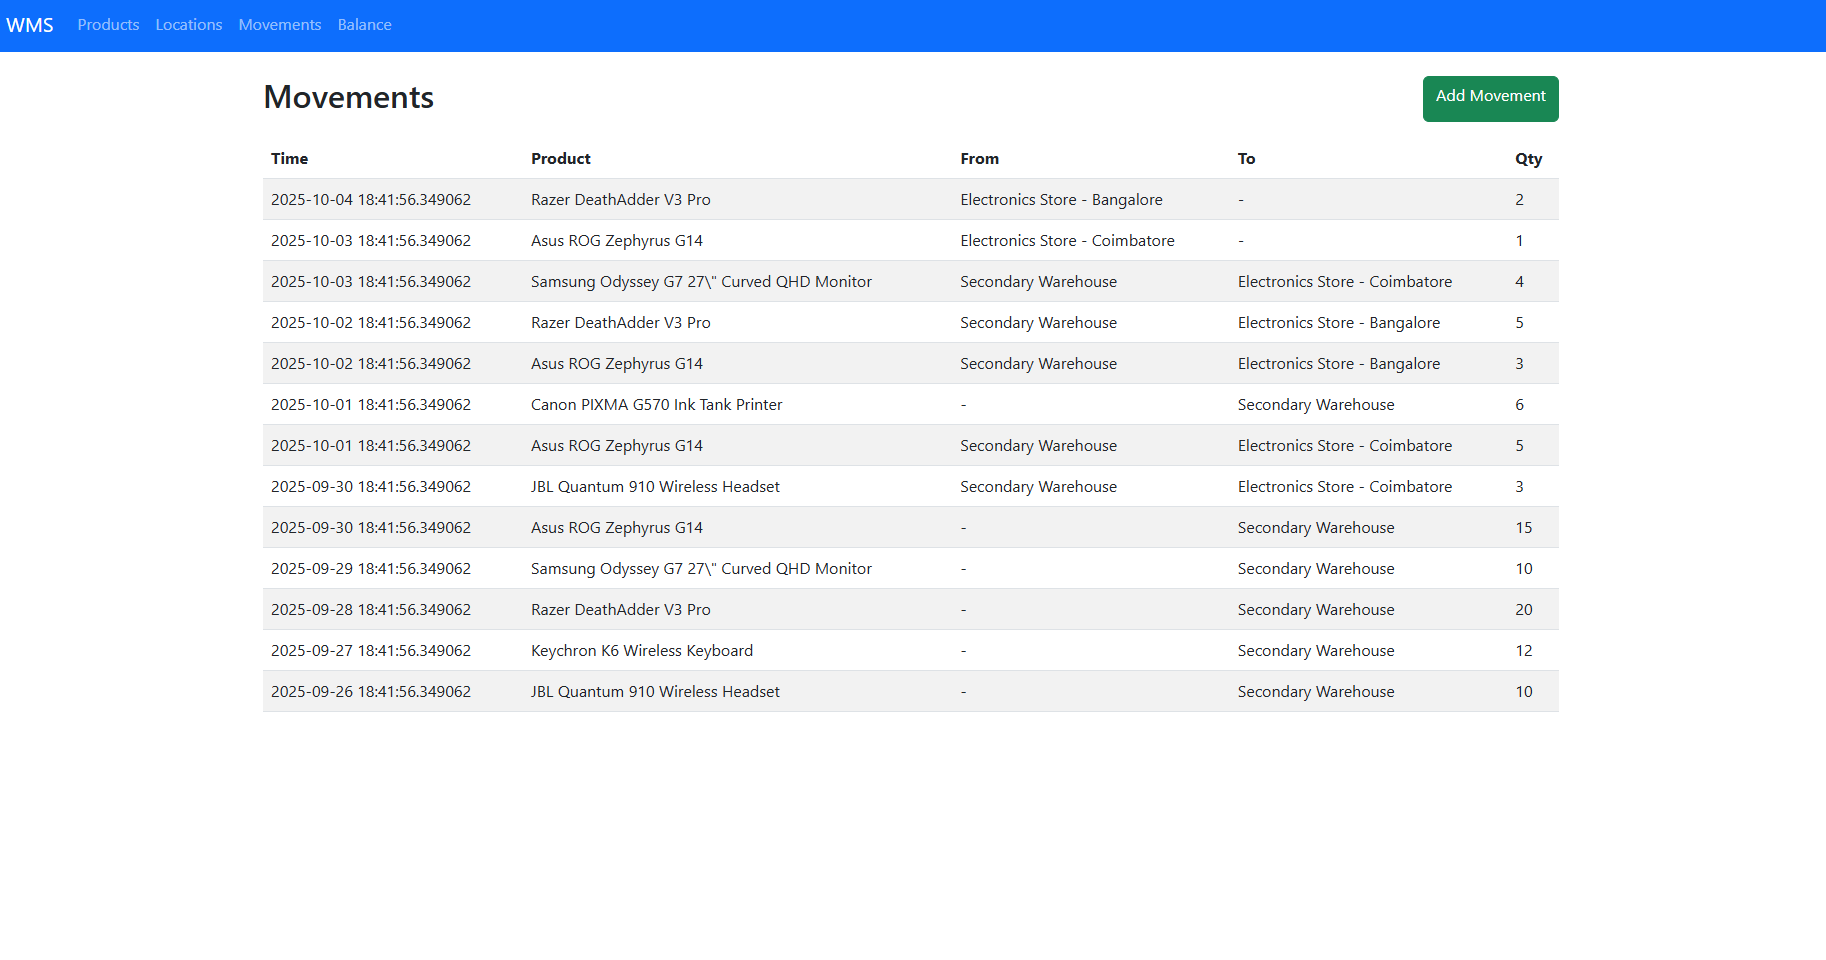 WMS Products Locations Movements Balance
Movements Add Movement
Time Product From To Qty
2025-10-04 18:41:56.349062 Razer DeathAdder V3 Pro Electronics Store - Bangalore - 2
2025-10-03 18:41:56.349062 Asus ROG Zephyrus G14 Electronics Store - Coimbatore - 1
2025-10-03 18:41:56.349062 Samsung Odyssey G7 27\" Curved QHD Monitor Secondary Warehouse Electronics Store - Coimbatore 4
2025-10-02 18:41:56.349062 Razer DeathAdder V3 Pro Secondary Warehouse Electronics Store - Bangalore 5
2025-10-02 18:41:56.349062 Asus ROG Zephyrus G14 Secondary Warehouse Electronics Store - Bangalore 3
2025-10-01 18:41:56.349062 Canon PIXMA G570 Ink Tank Printer - Secondary Warehouse 6
2025-10-01 18:41:56.349062 Asus ROG Zephyrus G14 Secondary Warehouse Electronics Store - Coimbatore 5
2025-09-30 18:41:56.349062 JBL Quantum 910 Wireless Headset Secondary Warehouse Electronics Store - Coimbatore 3
2025-09-30 18:41:56.349062 Asus ROG Zephyrus G14 - Secondary Warehouse 15
2025-09-29 18:41:56.349062 Samsung Odyssey G7 27\" Curved QHD Monitor - Secondary Warehouse 10
2025-09-28 18:41:56.349062 Razer DeathAdder V3 Pro - Secondary Warehouse 20
2025-09-27 18:41:56.349062 Keychron K6 Wireless Keyboard - Secondary Warehouse 12
2025-09-26 18:41:56.349062 JBL Quantum 910 Wireless Headset - Secondary Warehouse 10